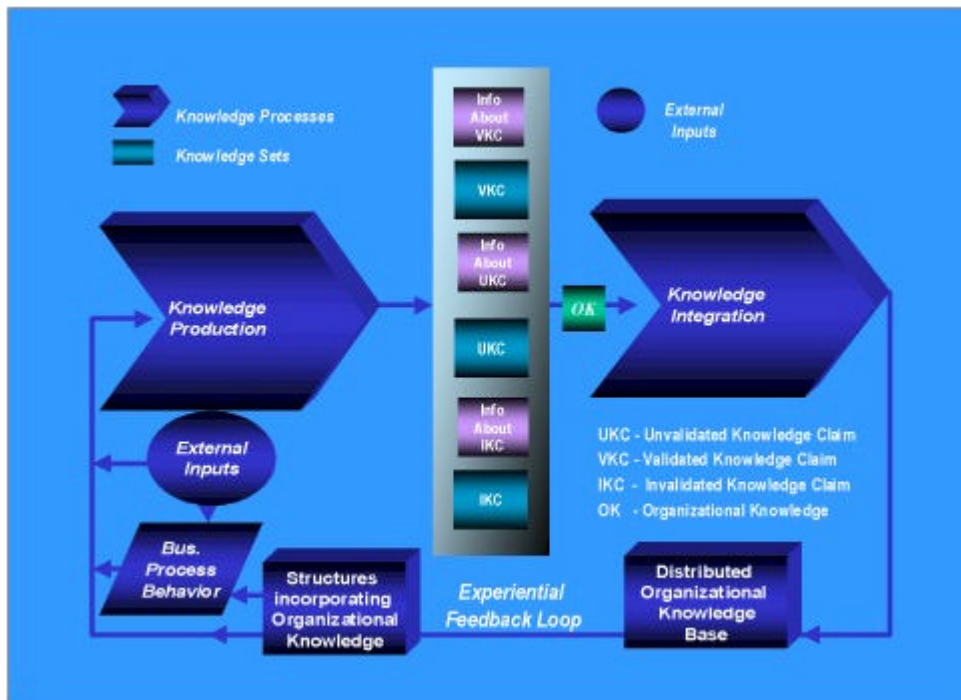 Knowledge Processes
Knowledge Sets
External
Inputs
Info
About
VKC
VKC
Info
About
UKC
UKC
Info
About
IKC
IKC
Knowledge
Production
OK
Knowledge
Integration
External
Inputs
Bus.
Process
Behavior
Structures
incorporating
Organizational
Knowledge
Experiential
Feedback Loop
UKC - Unvalidated Knowledge Claim
VKC - Validated Knowledge Claim
IKC - Invalidated Knowledge Claim
OK - Organizational Knowledge
Distributed
Organizational
Knowledge
Base